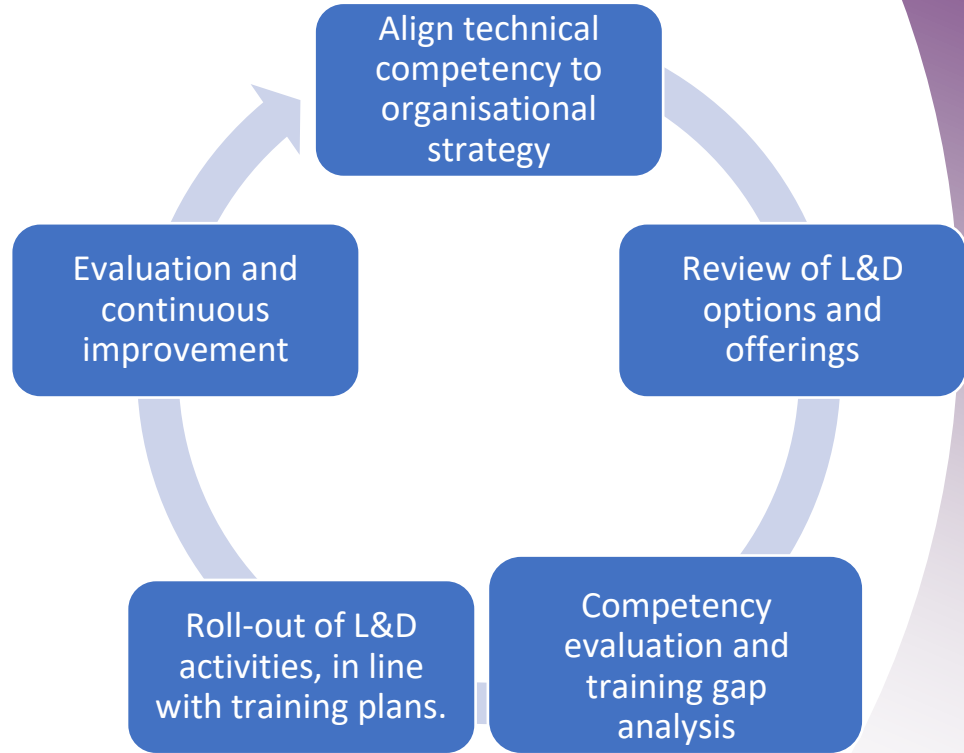 Align technical
competency to
organisational
strategy
Review of L&D
options and
offerings
Competency
evaluation and
training gap
analysis
Roll-out of L&D
activities, in line
with training plans.
Evaluation and
continuous
improvement